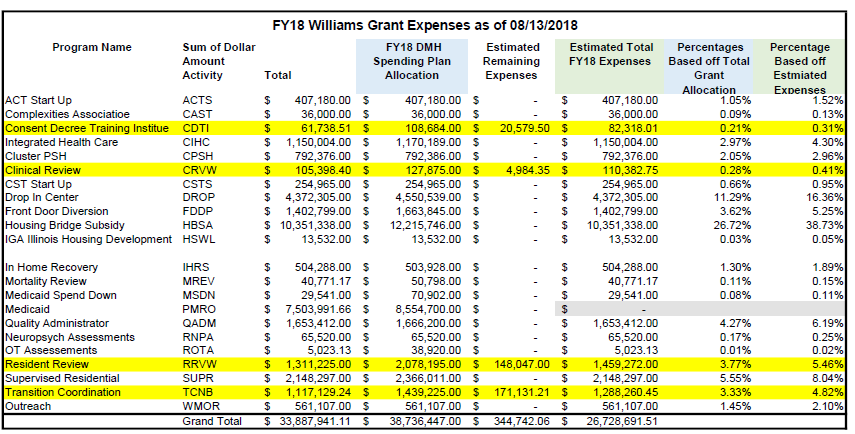 FY18 Williams Grant Expenses as of 08/13/2018
Program Name Sum of Dollar Amount Activity Total FY18 DMH Spending Plan Allocation Estimated Remaining Expenses Estimated Total FY18 Expenses Percentages Based off Total Grant Allocation Percentage Based off Estmiated Expenses
ACT Start Up ACTS $ 407,180.00 $ 407,180.00 $ - $ 407,180.00 1.05% 1.52%
Complexities Associatioe CAST $ 36,000.00 $ 36,000.00 $ - $ 36,000.00 0.09% 0.13%
Consent Decree Training Institue CDTI $ 61,738.51 $ 108,684.00 $ 20,579.50 $ 82,318.01 0.21% 0.31%
Integrated Health Care CIHC $ 1,150,004.00 $ 1,170,189.00 $ - $ 1,150,004.00 2.97% 4.30%
Cluster PSH CPSH $ 792,376.00 $ 792,386.00 $ - $ 792,376.00 2.05% 2.96%
Clinical Review CRVW $ 105,398.40 $ 127,875.00 $ 4,984.35 $ 110,382.75 0.28% 0.41%
CST Start Up CSTS $ 254,965.00 $ 254,965.00 $ - $ 254,965.00 0.66% 0.95%
Drop In Center DROP $ 4,372,305.00 $ 4,550,539.00 $ - $ 4,372,305.00 11.29% 16.36%
Front Door Diversion FDDP $ 1,402,799.00 $ 1,663,845.00 $ - $ 1,402,799.00 3.62% 5.25%
Housing Bridge Subsidy HBSA $ 10,351,338.00 $ 12,215,746.00 $ - $ 10,351,338.00 26.72% 38.73%
IGA Illinois Housing Development HSWL $ 13,532.00 $ 13,532.00 $ - $ 13,532.00 0.03% 0.05%
In Home Recovery IHRS $ 504,288.00 $ 503,928.00 $ - $ 504,288.00 1.30% 1.89%
Mortality Review MREV $ 40,771.17 $ 50,798.00 $ - $ 40,771.17 0.11% 0.15%
Medicaid Spend Down MSDN $ 29,541.00 $ 70,902.00 $ - $ 29,541.00 0.08% 0.11%
Medicaid PMRO $ 7,503,991.66 $ 8,554,700.00 $ - $ -
Quality Administrator QADM $ 1,653,412.00 $ 1,666,200.00 $ - $ 1,653,412.00 4.27% 6.19%
Neuropsych Assessments RNPA $ 65,520.00 $ 65,520.00 $ - $ 65,520.00 0.17% 0.25%
OT Assessements ROTA $ 5,023.13 $ 38,920.00 $ - $ 5,023.13 0.01% 0.02%
Resident Review RRVW $ 1,311,225.00 $ 2,078,195.00 $ 148,047.00 $ 1,459,272.00 3.77% 5.46%
Supervised Residential SUPR $ 2,148,297.00 $ 2,366,011.00 $ - $ 2,148,297.00 5.55% 8.04%
Transition Coordination TCNB $ 1,117,129.24 $ 1,439,225.00 $ 171,131.21 $ 1,288,260.45 3.33% 4.82%
Outreach WMOR $ 561,107.00 $ 561,107.00 $ - $ 561,107.00 1.45% 2.10%
Grand Total $ 33,887,941.11 $ 38,736,447.00 $ 344,742.06 $ 26,728,691.51